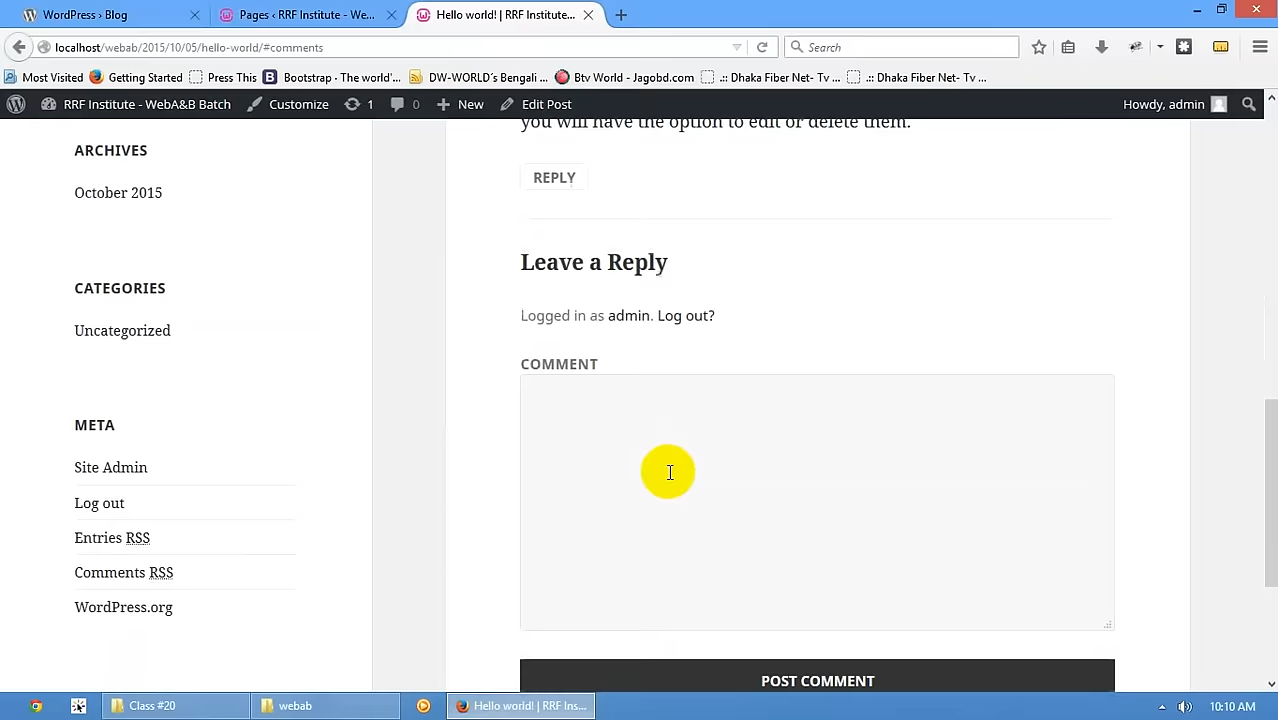 WordPress › Blog
Pages ‹ RRF Institute - We...
Hello world! | RRF Institute...
localhost/webab/2015/10/05/hello-world/#comments
Search
Most Visited
Getting Started
Press This
Bootstrap · The world'...
DW-WORLD's Bengali ...
Btv World - Jagobd.com
.:: Dhaka Fiber Net- Tv ...
.:: Dhaka Fiber Net- Tv ...
RRF Institute - WebA&B Batch
Customize
1
0
New
Edit Post
Howdy, admin
you will have the option to edit or delete them.
REPLY
Leave a Reply
Logged in as admin. Log out?
COMMENT
POST COMMENT
ARCHIVES
October 2015
CATEGORIES
Uncategorized
META
Site Admin
Log out
Entries RSS
Comments RSS
WordPress.org
Class #20
webab
Hello world! | RRF Ins...
10:10 AM